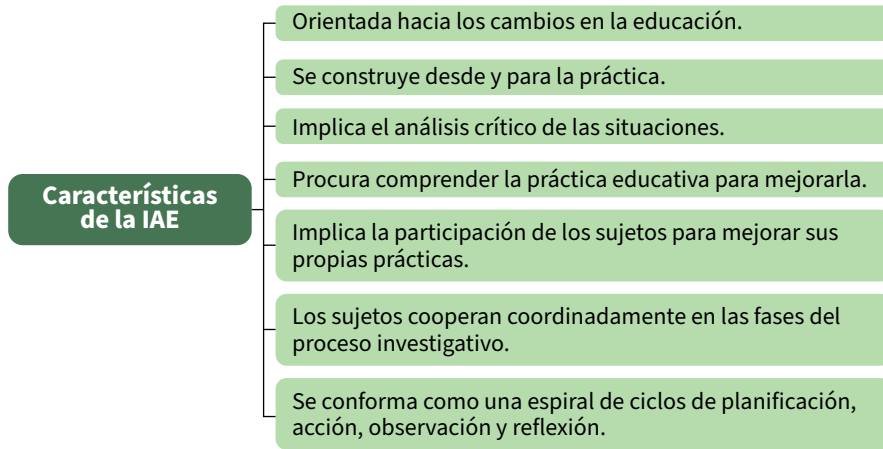 Orientada hacia los cambios en la educación.
Se construye desde y para la práctica.
Implica el análisis crítico de las situaciones.
Procura comprender la práctica educativa para mejorarla.
Características
de la IAE
Implica la participación de los sujetos para mejorar sus
propias prácticas.
Los sujetos cooperan coordinadamente en las fases del
proceso investigativo.
Se conforma como una espiral de ciclos de planificación,
acción, observación y reflexión.